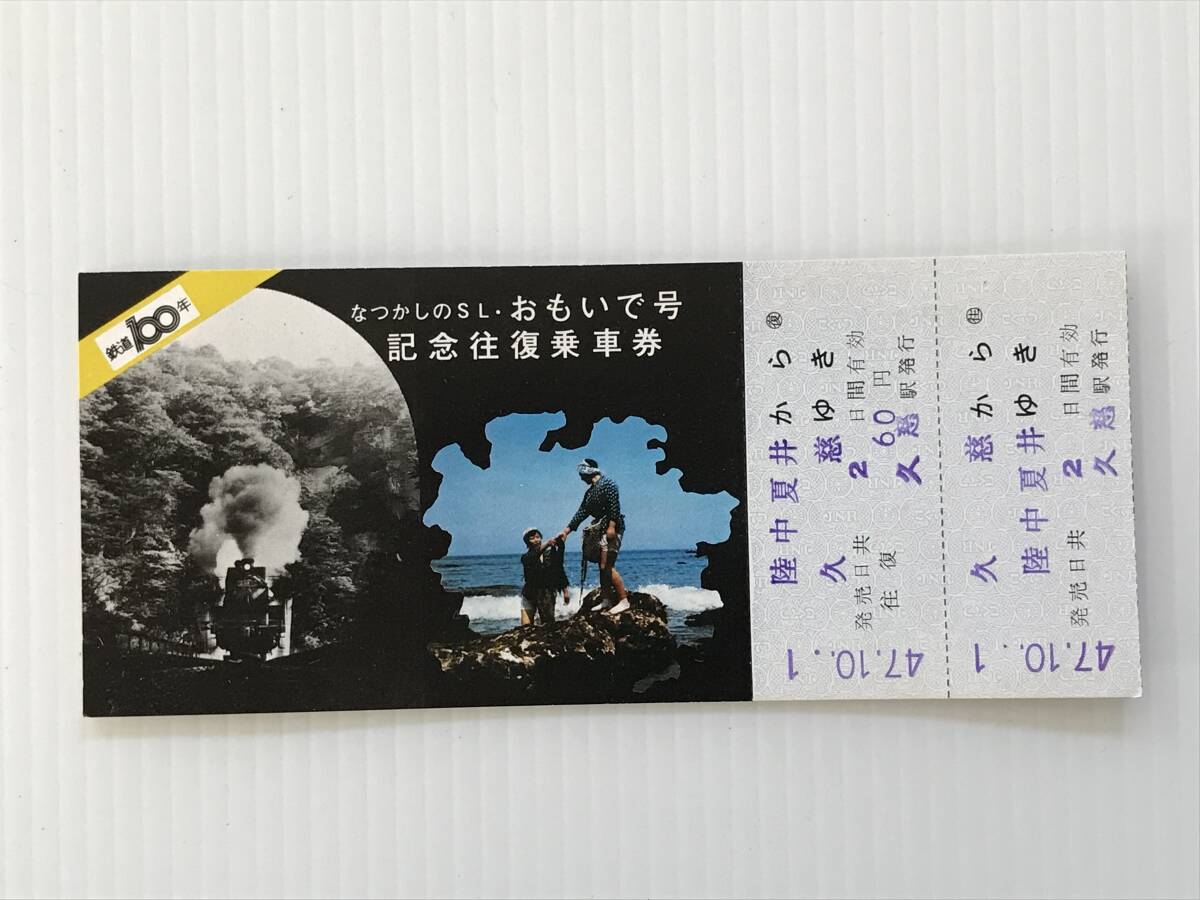 鉄道100年
なつかしのSL・おもいで号
記念往復乗車券
㊢
陸中夏井から
久慈ゆき
発売日共2日間有効
往復60円
久慈駅発行
47.10.-1
久慈から
陸中夏井ゆき
発売日共2日間有効
久慈駅発行
47.10.-1
JNR